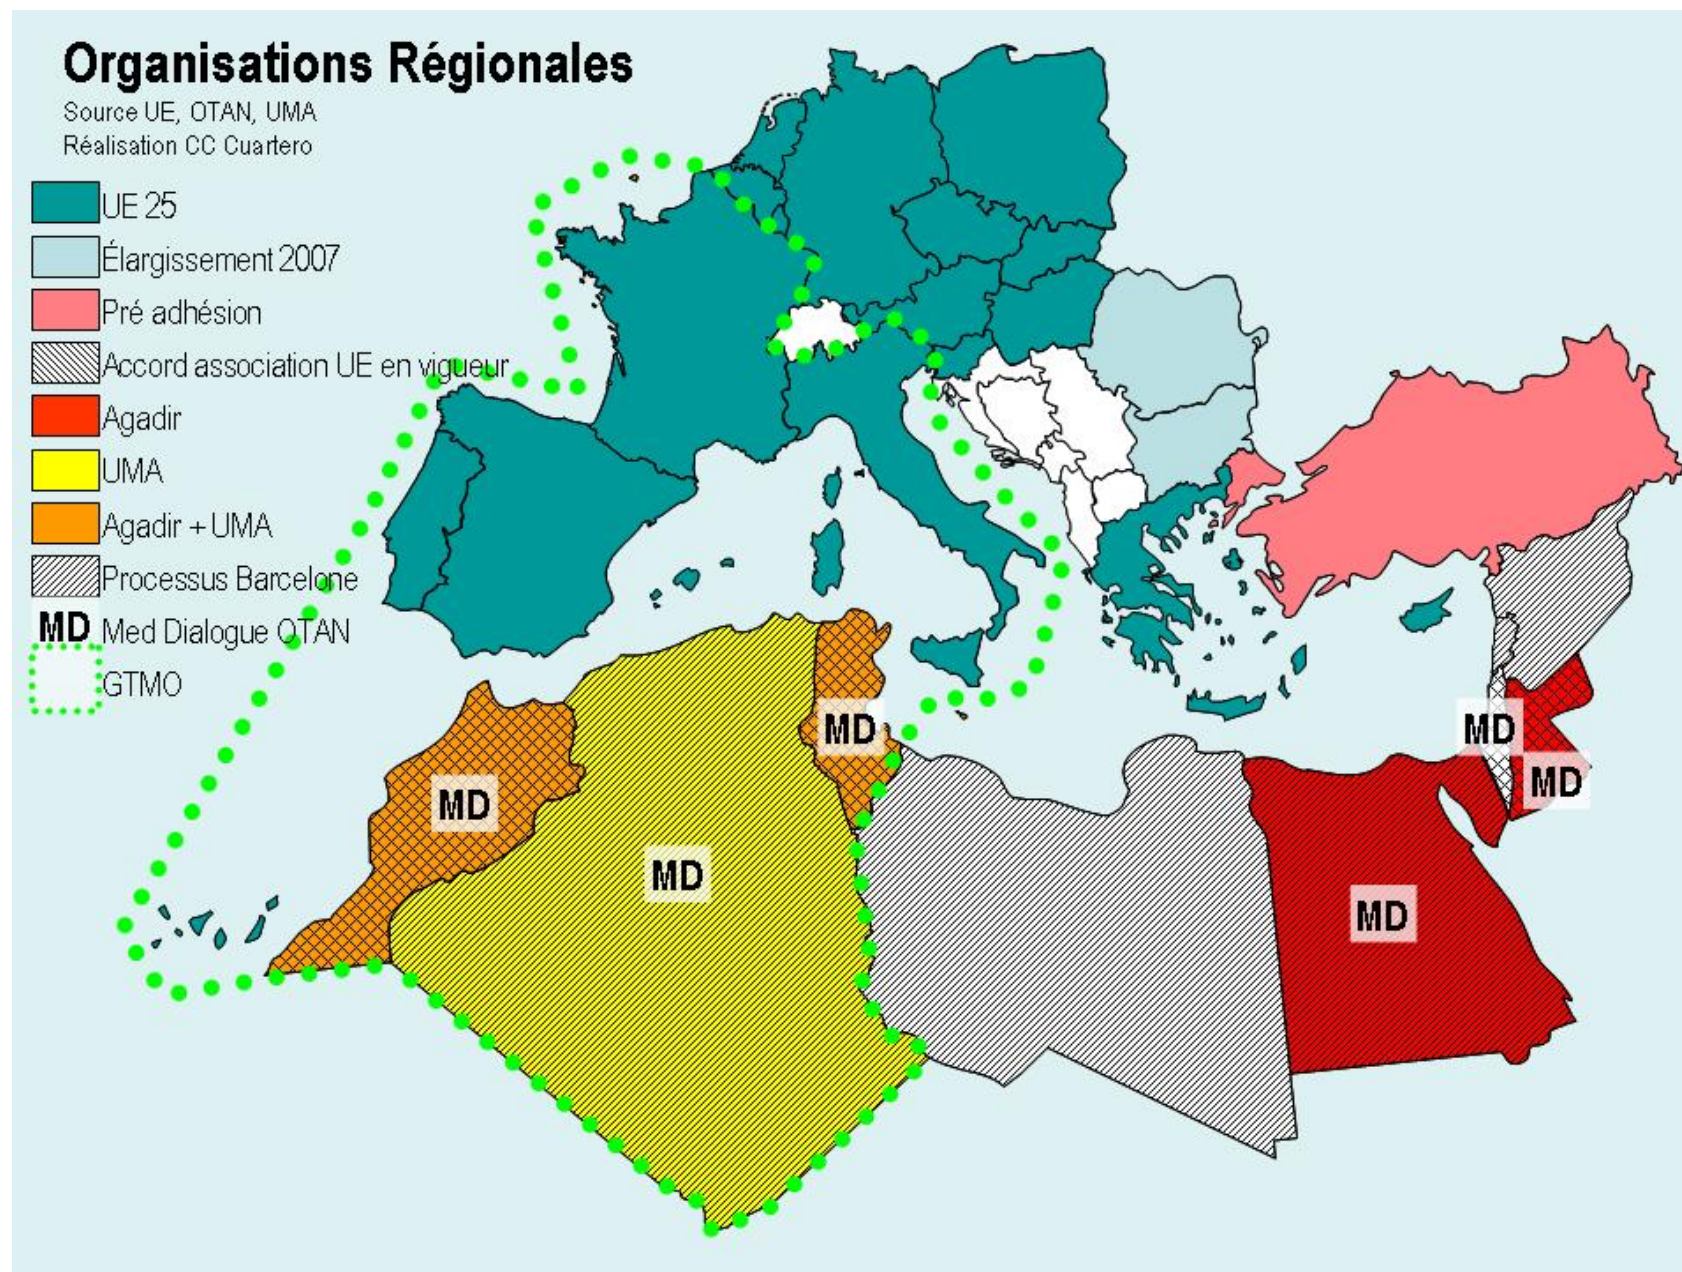 Organisations Régionales
Source UE, OTAN, UMA
Réalisation CC Cuartero
UE 25
Élargissement 2007
Pré adhésion
Accord association UE en vigueur
Agadir
UMA
Agadir + UMA
Processus Barcelone
MD Med Dialogue OTAN
GTMO
MD
MD
MD
MD
MD
MD